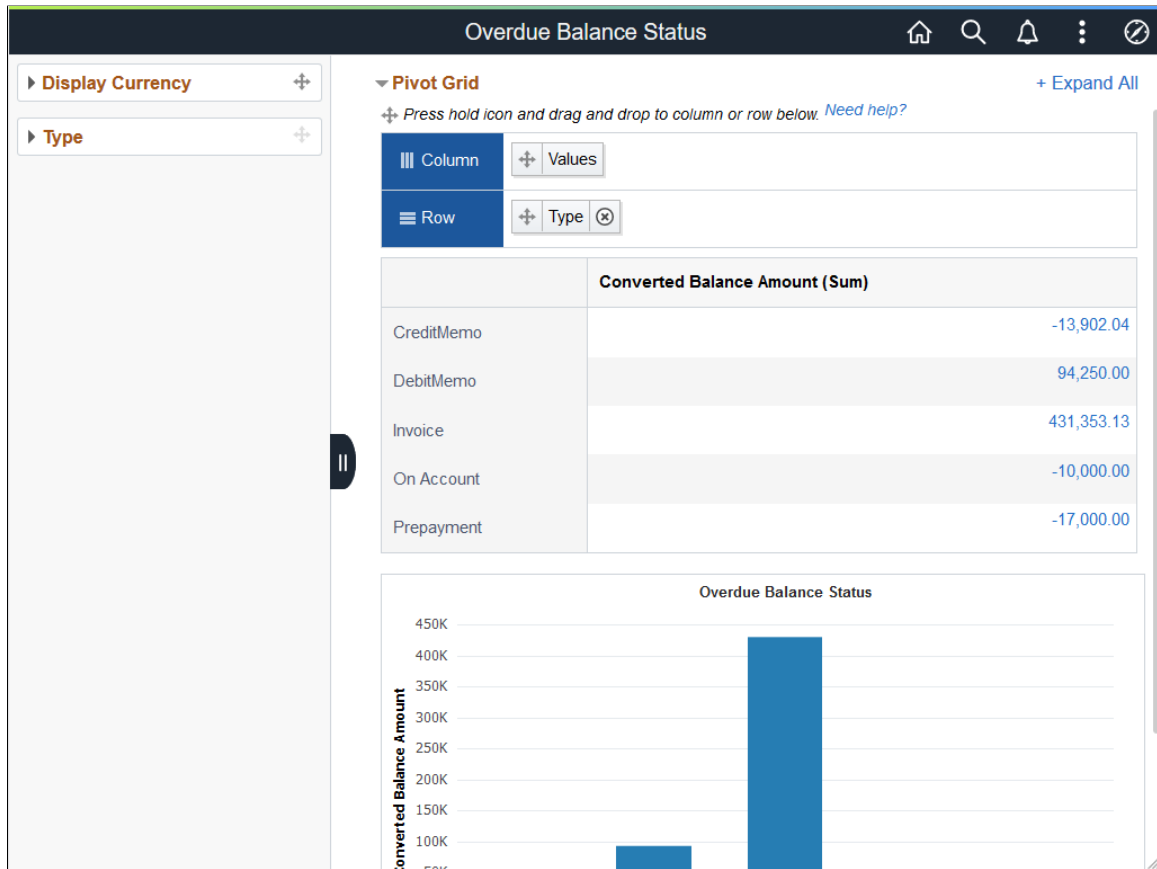 Overdue Balance Status
Display Currency
Type
Pivot Grid
+ Expand All
Press hold icon and drag and drop to column or row below. Need help?
Column
Values
Row
Type
Converted Balance Amount (Sum)
CreditMemo -13,902.04
DebitMemo 94,250.00
Invoice 431,353.13
On Account -10,000.00
Prepayment -17,000.00
Overdue Balance Status
450K
400K
350K
300K
250K
200K
150K
100K
50K
Converted Balance Amount